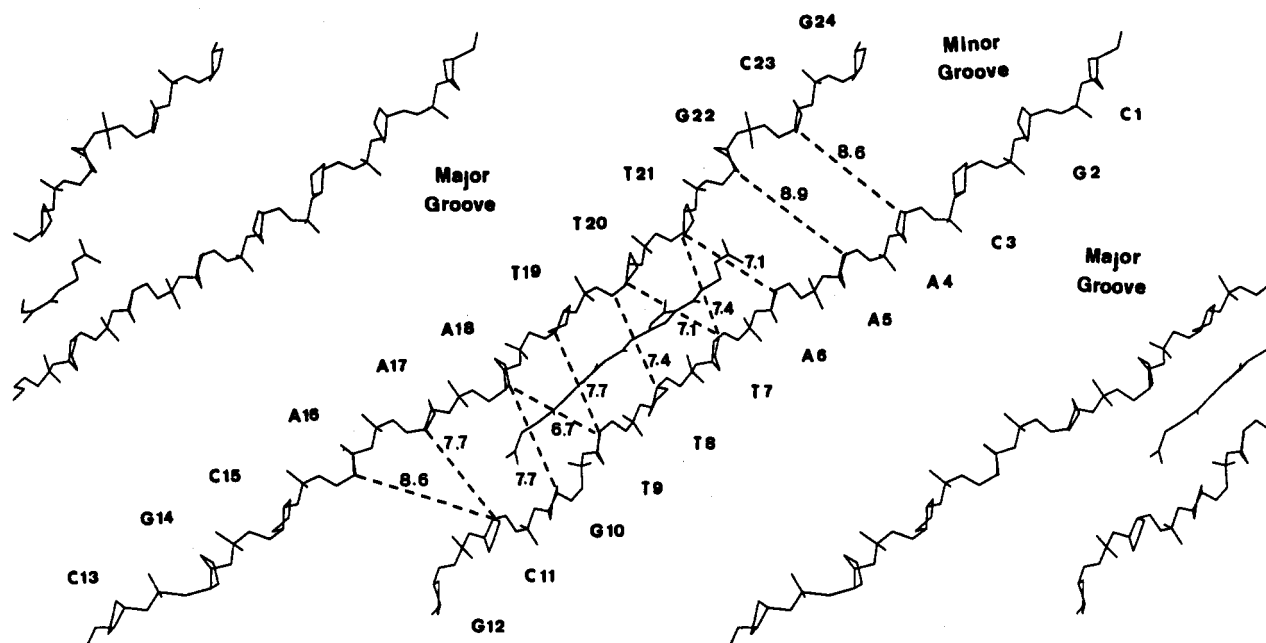 G24
Minor
Groove
C23
C1
G22
8.6
G2
Major
Groove
T21
8.9
C3
T20
Major
Groove
7.1
A4
T19
7.4
A5
7.1
A18
A6
7.4
A17
T7
7.7
A16
6.7
T8
7.7
C15
8.6
7.7
T9
G14
G10
C13
C11
G12